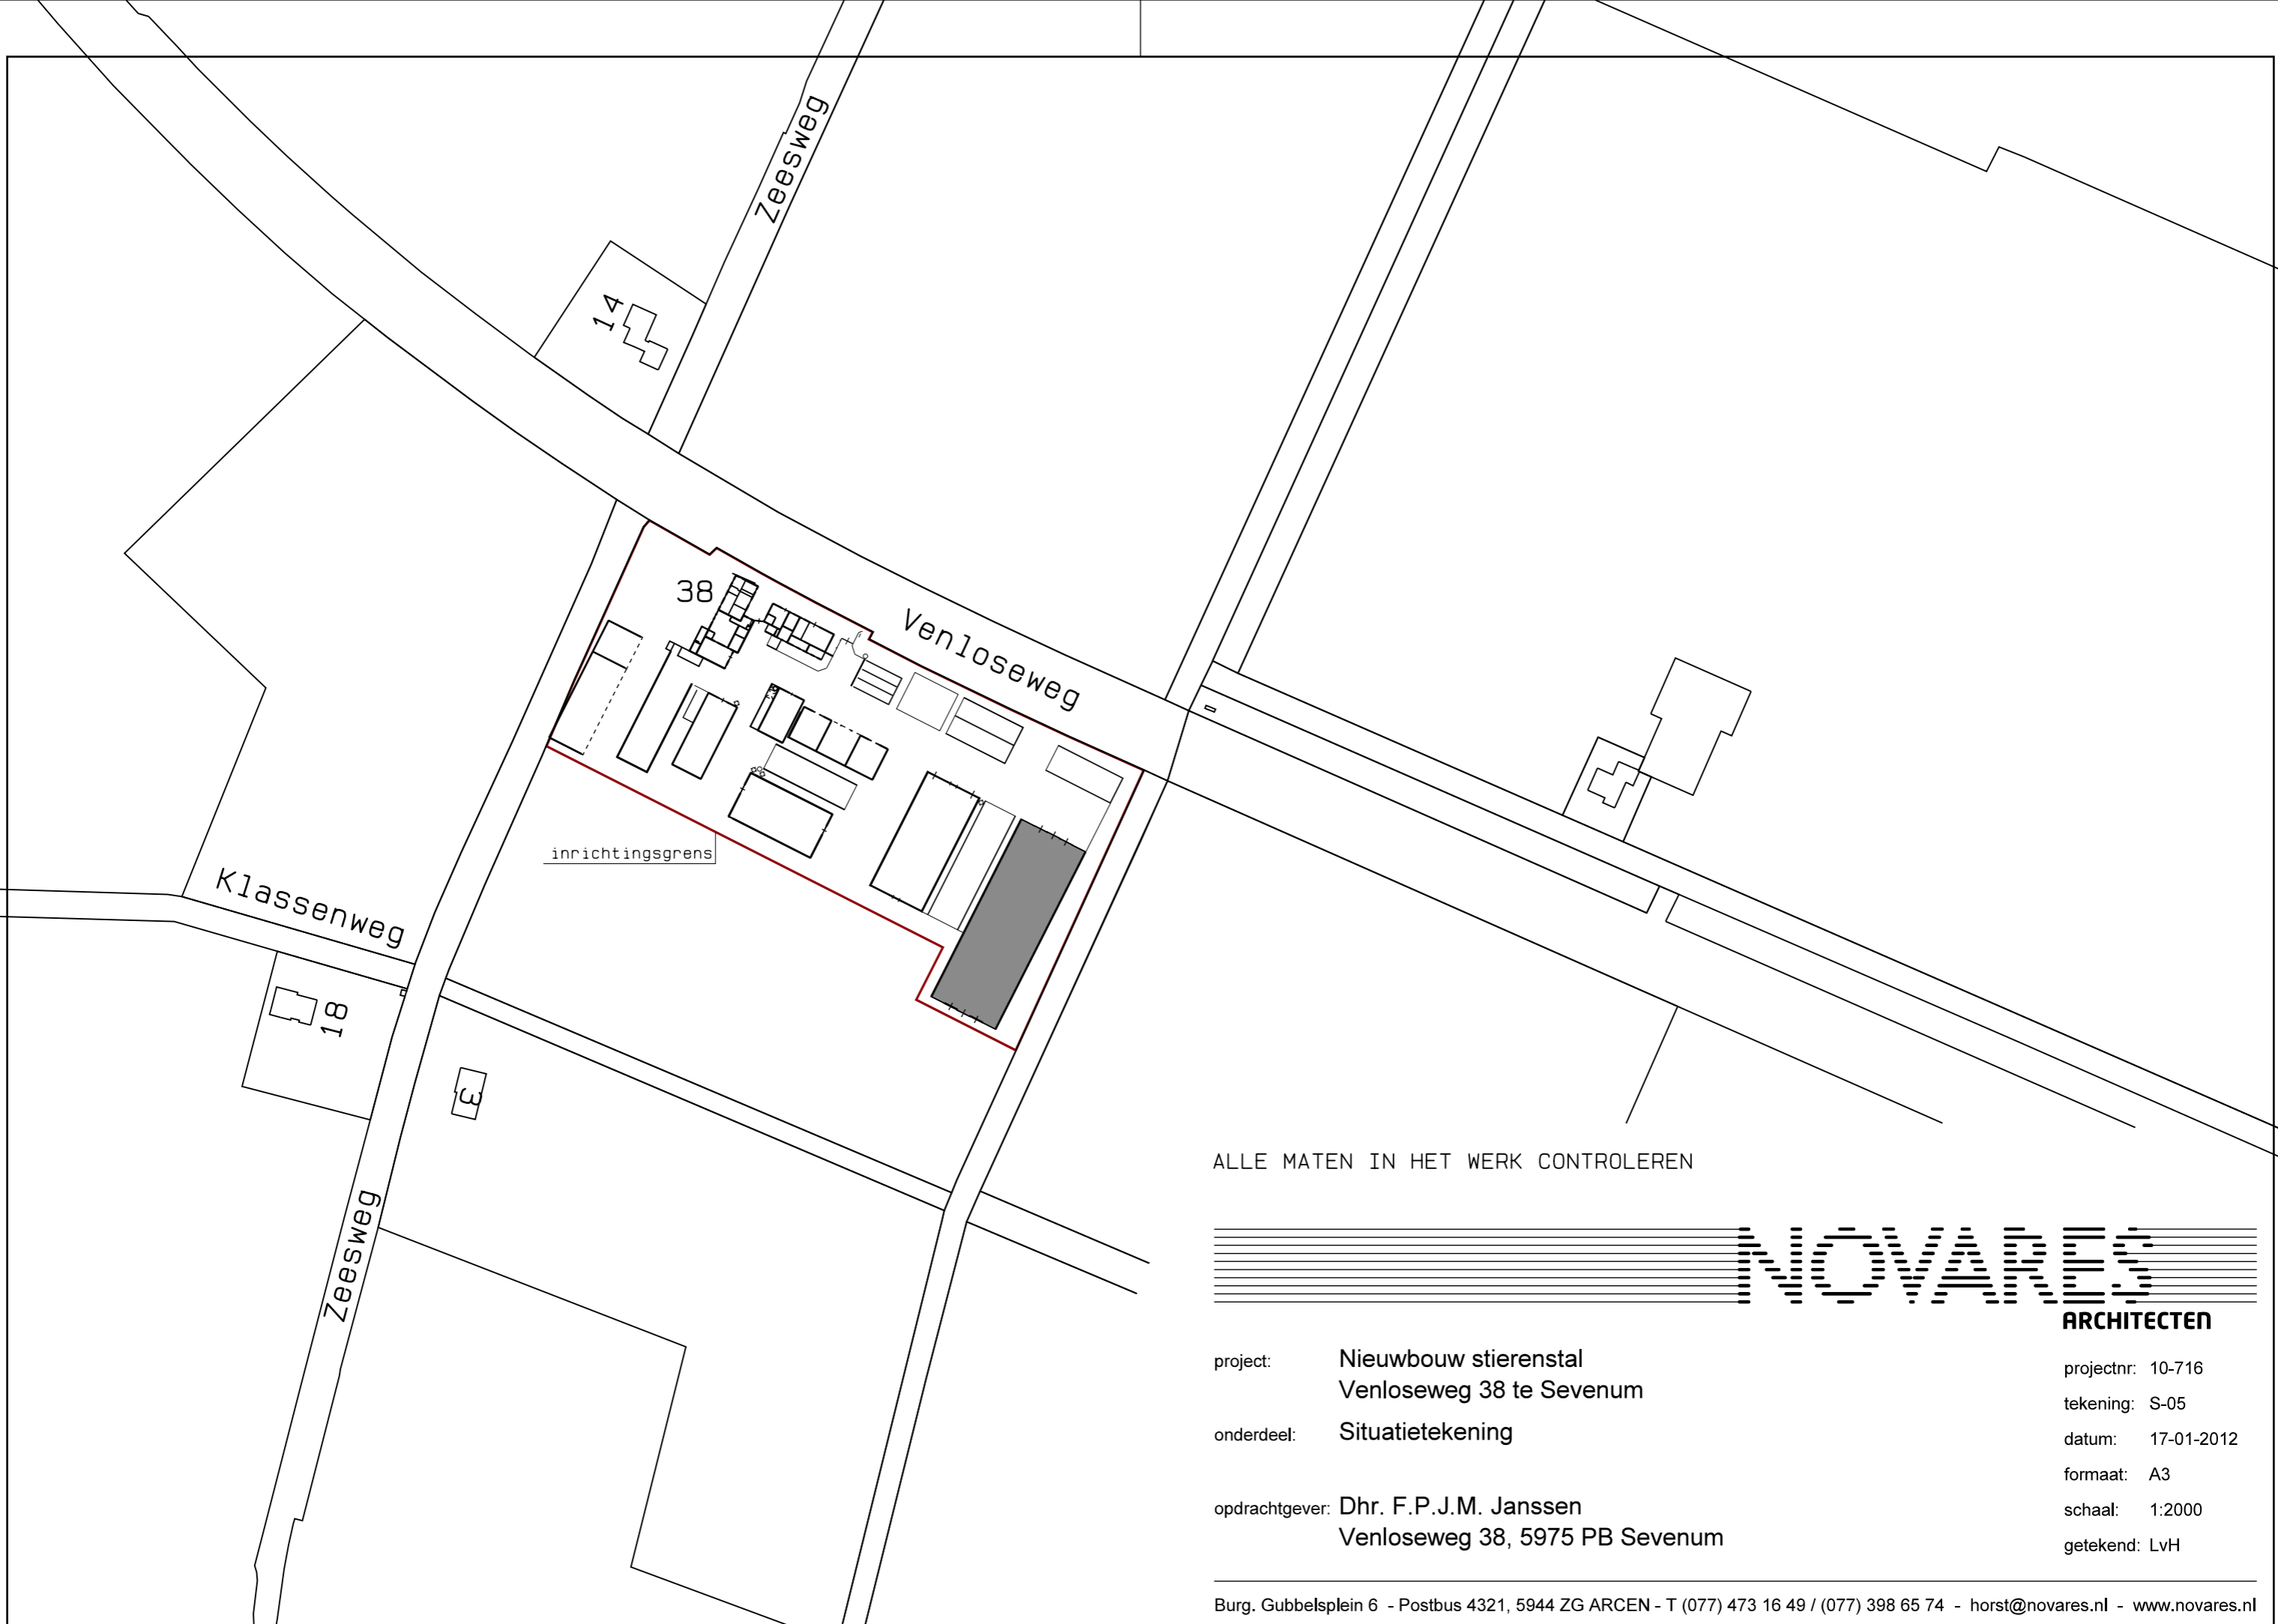 Zeesweg
14
38
Venloseweg
inrichtingsgrens
Klassenweg
18
3
Zeesweg
ALLE MATEN IN HET WERK CONTROLEREN
NOVARES
ARCHITECTEN
project: Nieuwbouw stierenstal
Venloseweg 38 te Sevenum
onderdeel: Situatietekening
opdrachtgever: Dhr. F.P.J.M. Janssen
Venloseweg 38, 5975 PB Sevenum
projectnr: 10-716
tekening: S-05
datum: 17-01-2012
formaat: A3
schaal: 1:2000
getekend: LvH
Burg. Gubbelsplein 6 - Postbus 4321, 5944 ZG ARCEN - T (077) 473 16 49 / (077) 398 65 74 - horst@novares.nl - www.novares.nl